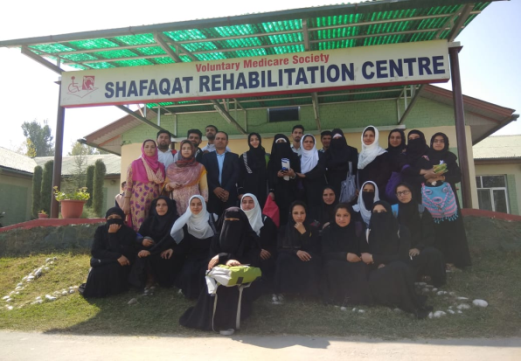 Voluntary Medicare Society
SHAFAQAT REHABILITATION CENTRE